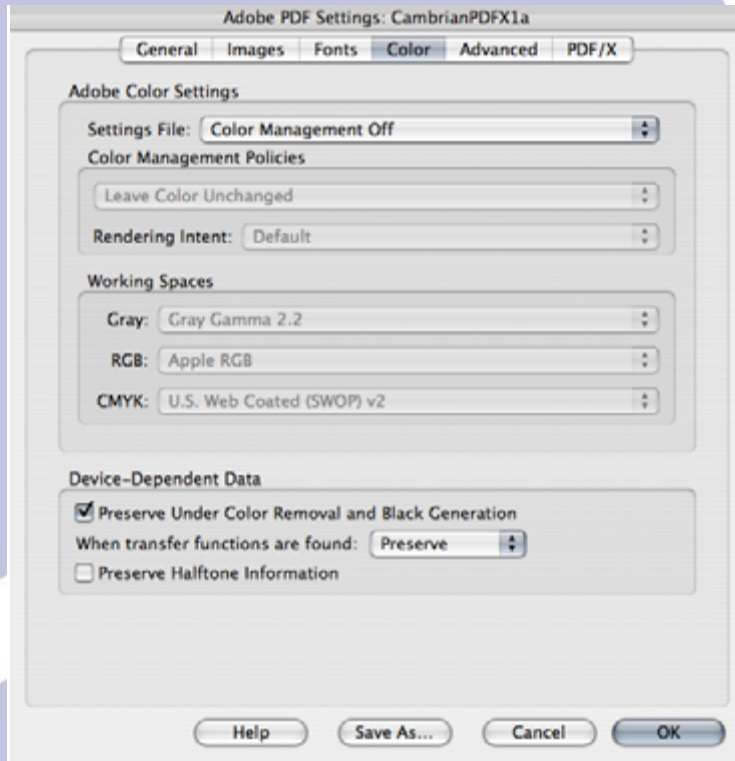 Adobe PDF Settings: CambrianPDFX1a
General Images Fonts Color Advanced PDF/X
Adobe Color Settings
Settings File: Color Management Off
Color Management Policies
Leave Color Unchanged
Rendering Intent: Default
Working Spaces
Gray: Gray Gamma 2.2
RGB: Apple RGB
CMYK: U.S. Web Coated (SWOP) v2
Device-Dependent Data
Preserve Under Color Removal and Black Generation
When transfer functions are found: Preserve
Preserve Halftone Information
Help Save As... Cancel OK